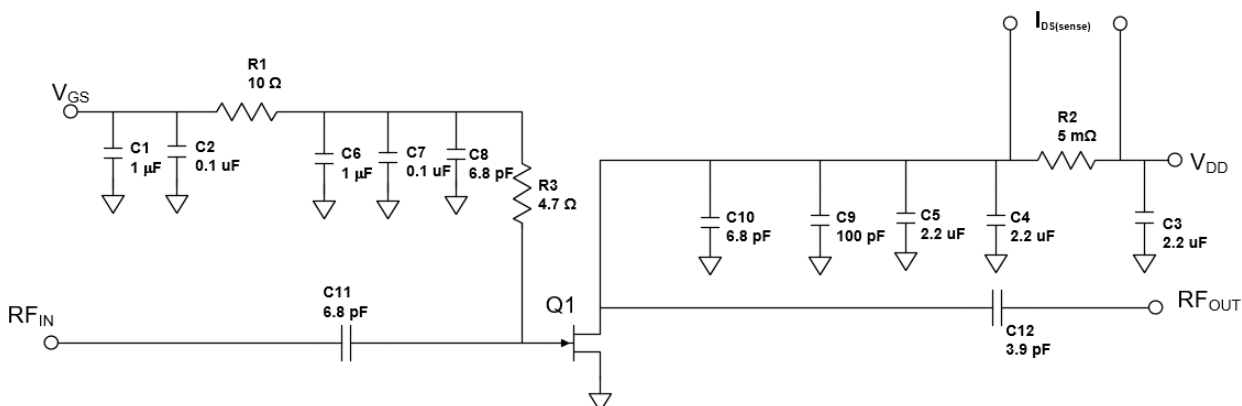 I_DS(sense)
R1
10 Ω
V_GS
R2
5 mΩ
V_DD
C1
1 μF
C2
0.1 uF
C6
1 μF
C7
0.1 uF
C8
6.8 pF
R3
4.7 Ω
C10
6.8 pF
C9
100 pF
C5
2.2 uF
C4
2.2 uF
C3
2.2 uF
C11
6.8 pF
Q1
RF_IN
RF_OUT
C12
3.9 pF